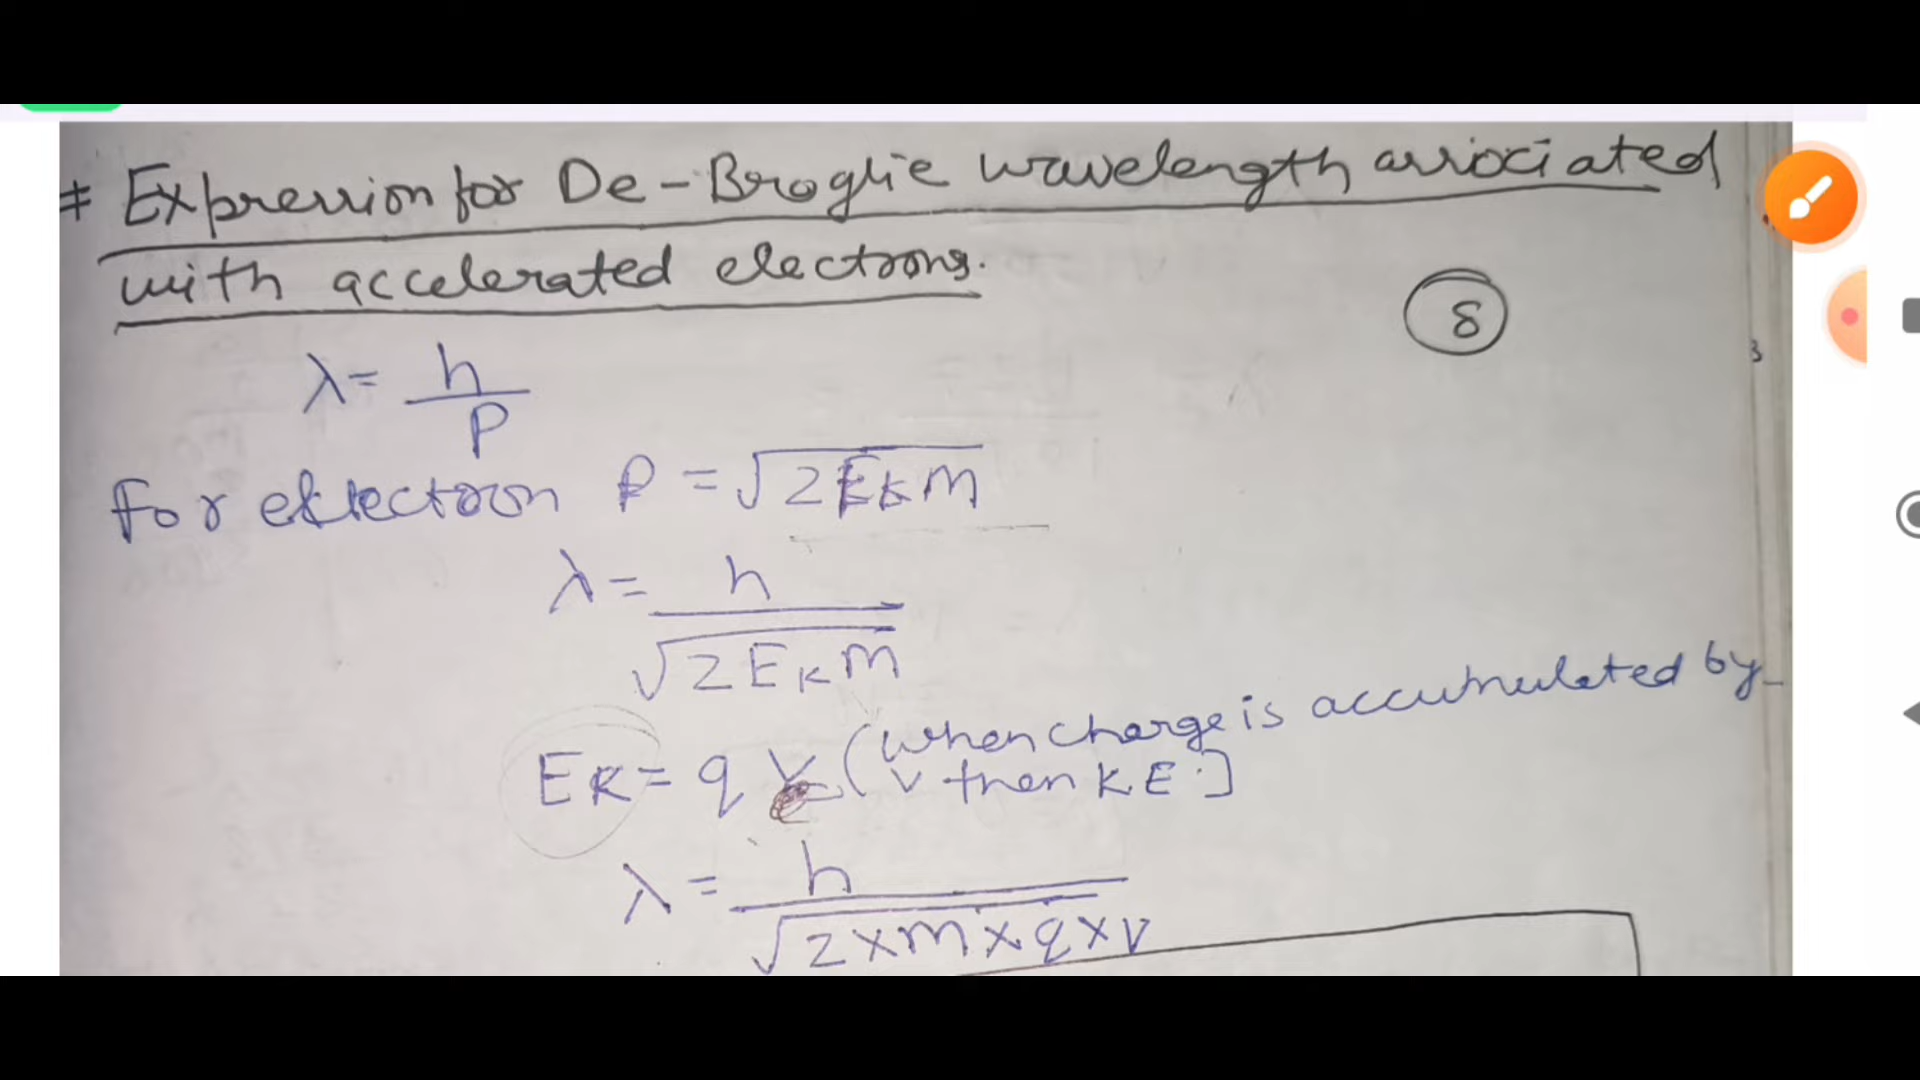 # Expression for De-Broglie wavelength associated
with accelerated electrons.
8
λ = h/P
For electron P = √2EₖM
λ = h/√2EₖM
Eₖ = q V (when charge is accumulated by
V then K.E.]
λ = h/√2×m×q×V